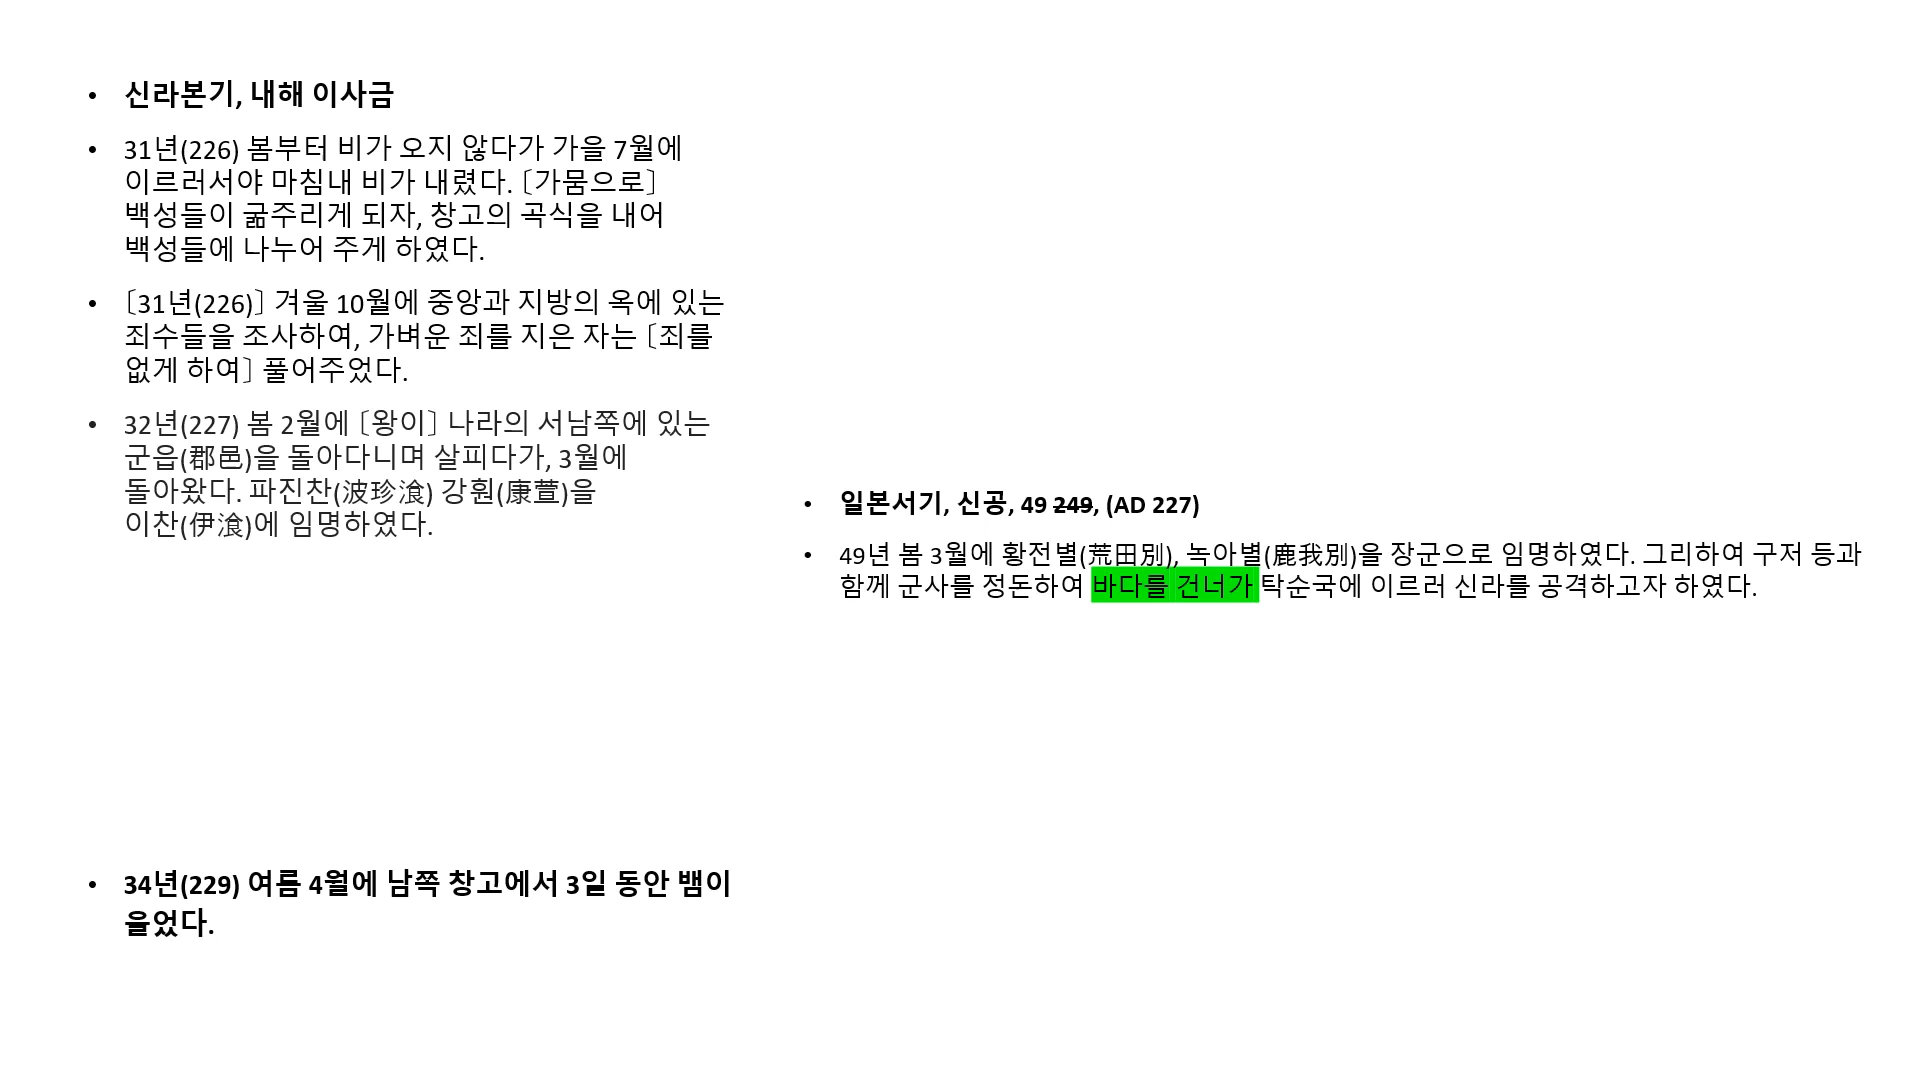 • 신라본기, 내해 이사금
• 31년(226) 봄부터 비가 오지 않다가 가을 7월에
이르러서야 마침내 비가 내렸다. 〔가뭄으로〕
백성들이 굶주리게 되자, 창고의 곡식을 내어
백성들에 나누어 주게 하였다.
• 〔31년(226)〕 겨울 10월에 중앙과 지방의 옥에 있는
죄수들을 조사하여, 가벼운 죄를 지은 자는 〔죄를
없게 하여〕 풀어주었다.
• 32년(227) 봄 2월에 〔왕이〕 나라의 서남쪽에 있는
군읍(郡邑)을 돌아다니며 살피다가, 3월에
돌아왔다. 파진찬(波珍湌) 강훤(康萱)을
이찬(伊湌)에 임명하였다.
• 34년(229) 여름 4월에 남쪽 창고에서 3일 동안 뱀이
울었다.
• 일본서기, 신공, 49 249, (AD 227)
• 49년 봄 3월에 황전별(荒田別), 녹아별(鹿我別)을 장군으로 임명하였다. 그리하여 구저 등과
함께 군사를 정돈하여 바다를 건너가 탁순국에 이르러 신라를 공격하고자 하였다.